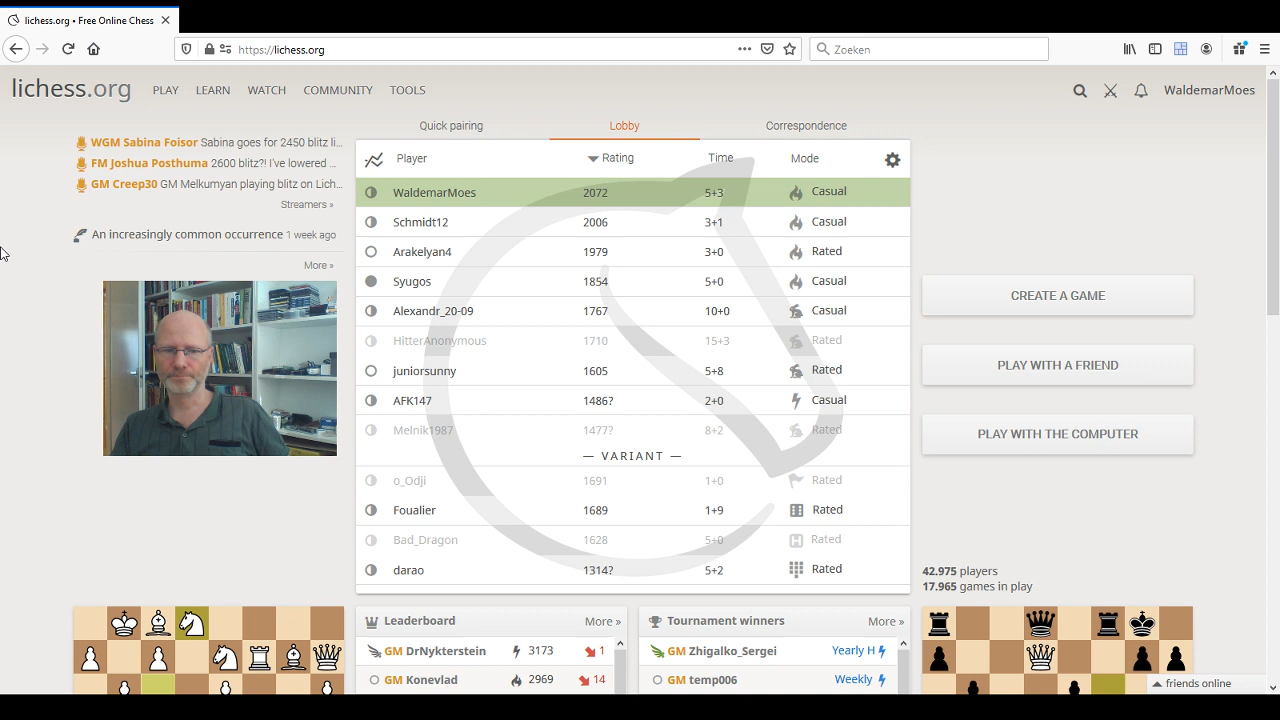 lichess.org • Free Online Chess
https://lichess.org
Zoeken
lichess.org PLAY LEARN WATCH COMMUNITY TOOLS WaldemarMoes
Quick pairing Lobby Correspondence
WGM Sabina Foisor Sabina goes for 2450 blitz li...
FM Joshua Posthuma 2600 blitz?! I've lowered ...
GM Creep30 GM Melkumyan playing blitz on Lich...
Streamers »
An increasingly common occurrence 1 week ago
More »
Player Rating Time Mode
WaldemarMoes 2072 5+3 Casual
Schmidt12 2006 3+1 Casual
Arakelyan4 1979 3+0 Rated
Syugos 1854 5+0 Casual
Alexandr_20-09 1767 10+0 Casual
HitterAnonymous 1710 15+3 Rated
juniorsunny 1605 5+8 Rated
AFK147 1486? 2+0 Casual
Melnik1987 1477? 8+2 Rated
— VARIANT —
o_Odji 1691 1+0 Rated
Foualier 1689 1+9 Rated
Bad_Dragon 1628 5+0 Rated
darao 1314? 5+2 Rated
CREATE A GAME
PLAY WITH A FRIEND
PLAY WITH THE COMPUTER
42.975 players
17.965 games in play
Leaderboard More »
GM DrNykterstein 3173 1
GM Konevlad 2969 14
Tournament winners More »
GM Zhigalko_Sergei Yearly H
GM temp006 Weekly
friends online